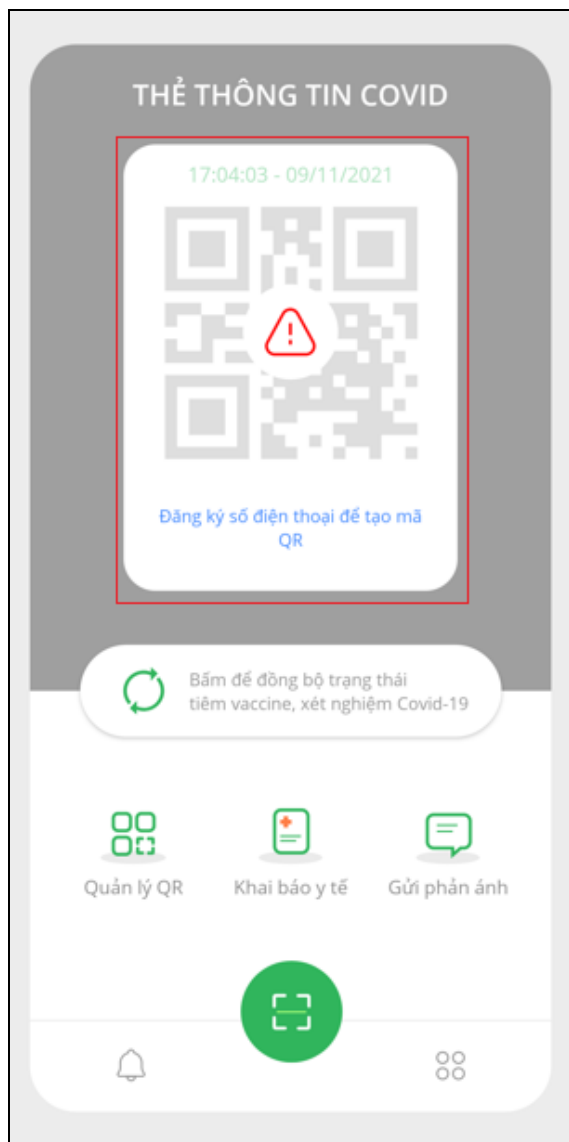 THẺ THÔNG TIN COVID
17:04:03 - 09/11/2021
Đăng ký số điện thoại để tạo mã
QR
Bấm để đồng bộ trạng thái
tiêm vaccine, xét nghiệm Covid-19
Quản lý QR
Khai báo y tế
Gửi phản ánh